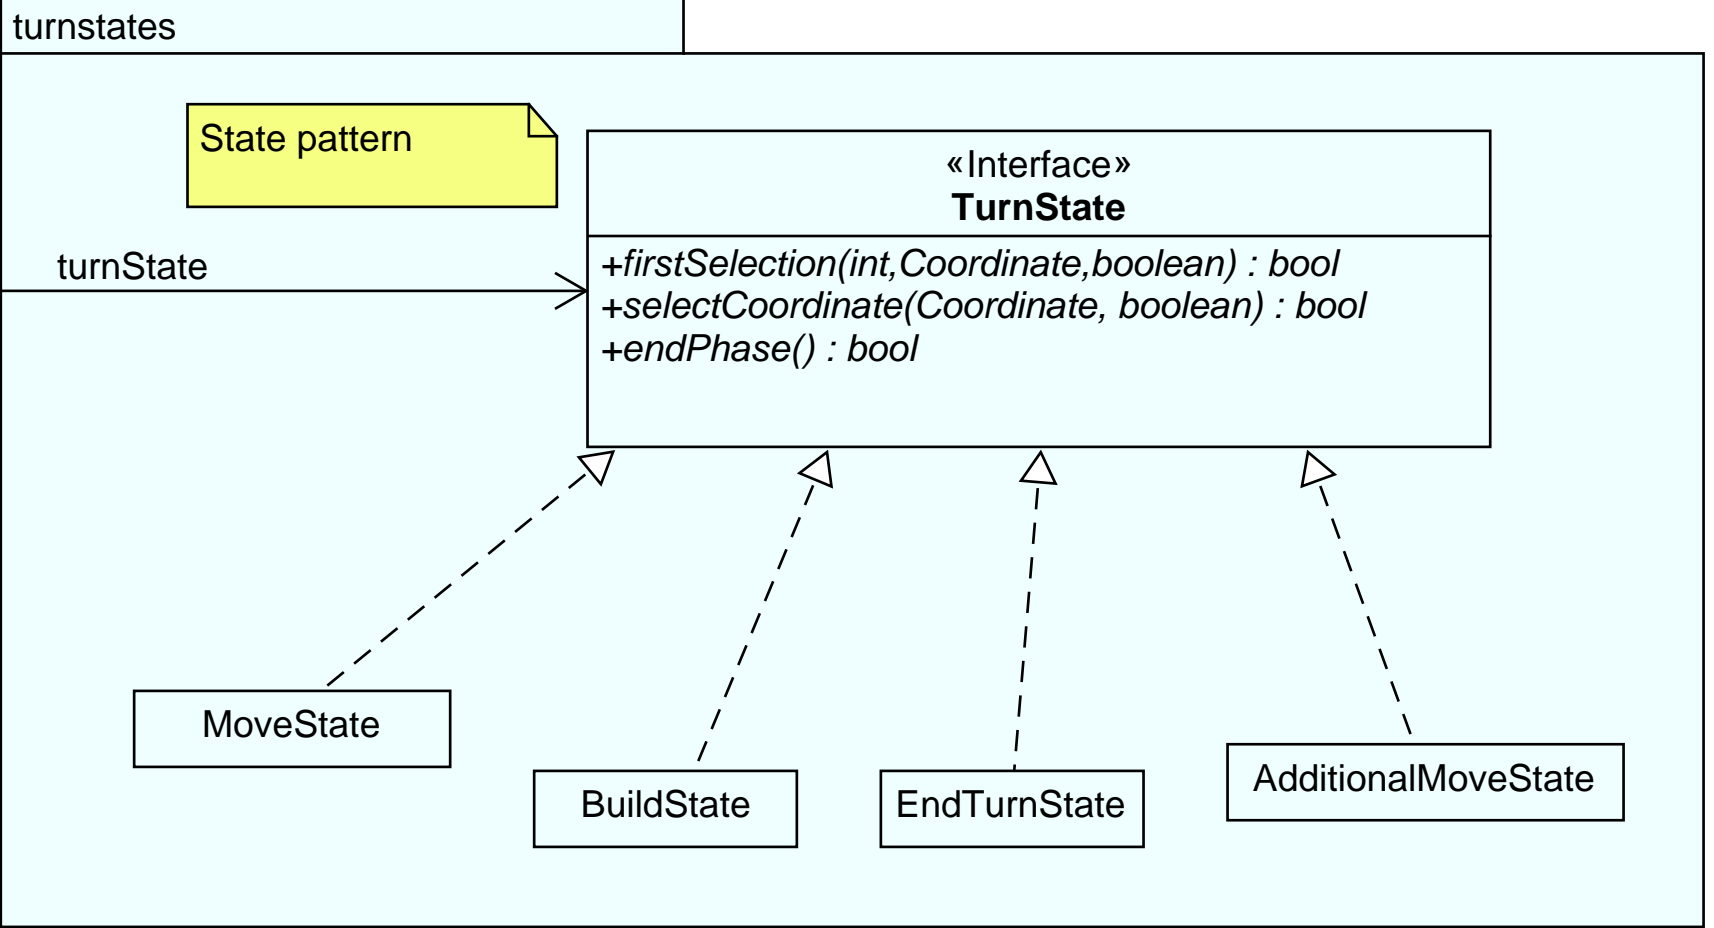 turnstates
State pattern
«Interface»
TurnState
turnState
+firstSelection(int,Coordinate,boolean) : bool
+selectCoordinate(Coordinate, boolean) : bool
+endPhase() : bool
MoveState
BuildState
EndTurnState
AdditionalMoveState